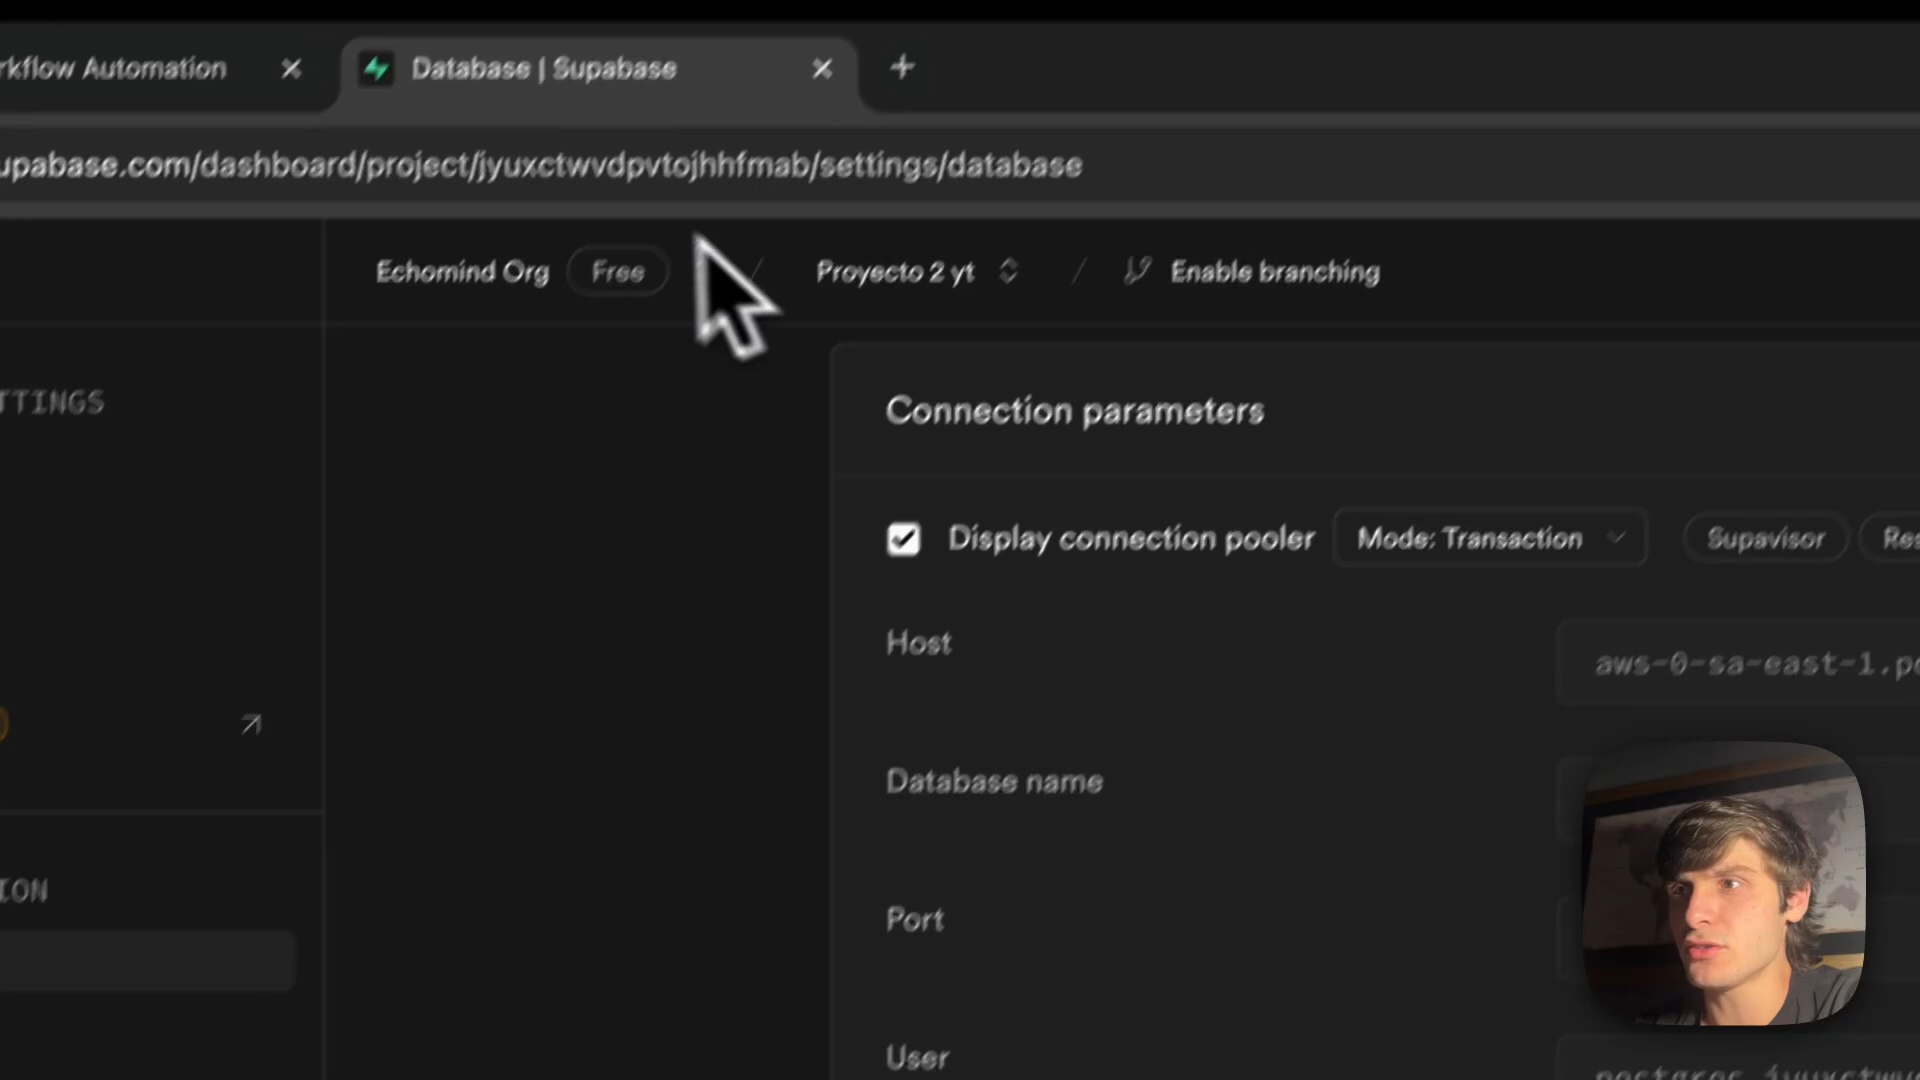 rkflow Automation
Database | Supabase
upabase.com/dashboard/project/jyuxctwvdpvtojhhfmab/settings/database
Echomind Org Free / Proyecto 2 yt / Enable branching
TTINGS
Connection parameters
Display connection pooler Mode: Transaction Supavisor Res
Host
aws-0-sa-east-1.po
Database name
ION
Port
User